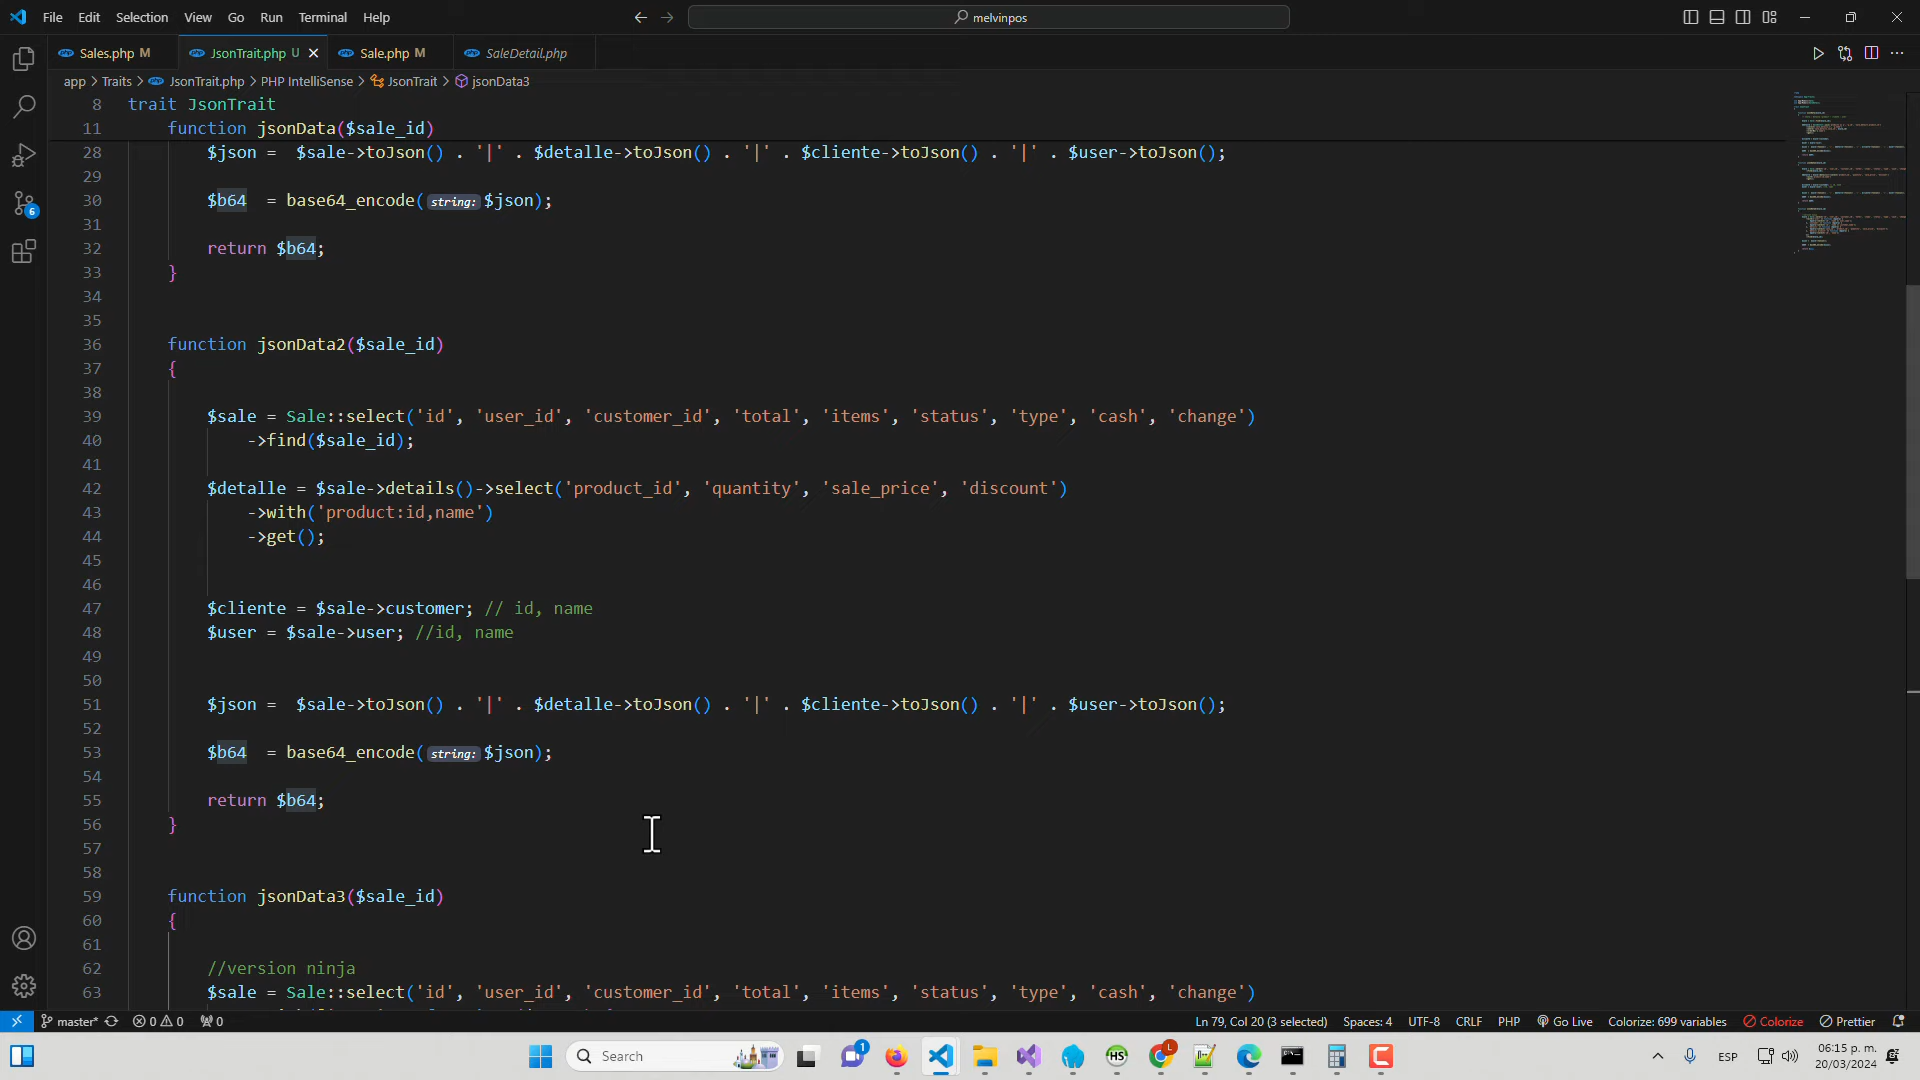 File Edit Selection View Go Run Terminal Help
melvinpos
Sales.php M
JsonTrait.php U
Sale.php M
SaleDetail.php
app > Traits > JsonTrait.php > PHP IntelliSense > JsonTrait > jsonData3
8 trait JsonTrait
11 function jsonData($sale_id)
28 $json =  $sale->toJson() . '|' . $detalle->toJson() . '|' . $cliente->toJson() . '|' . $user->toJson();
29
30 $b64  = base64_encode(string: $json);
31
32 return $b64;
33 }
34
35
36 function jsonData2($sale_id)
37 {
38
39 $sale = Sale::select('id', 'user_id', 'customer_id', 'total', 'items', 'status', 'type', 'cash', 'change')
40 ->find($sale_id);
41
42 $detalle = $sale->details()->select('product_id', 'quantity', 'sale_price', 'discount')
43 ->with('product:id,name')
44 ->get();
45
46
47 $cliente = $sale->customer; // id, name
48 $user = $sale->user; //id, name
49
50
51 $json =  $sale->toJson() . '|' . $detalle->toJson() . '|' . $cliente->toJson() . '|' . $user->toJson();
52
53 $b64  = base64_encode(string: $json);
54
55 return $b64;
56 }
57
58
59 function jsonData3($sale_id)
60 {
61
62 //version ninja
63 $sale = Sale::select('id', 'user_id', 'customer_id', 'total', 'items', 'status', 'type', 'cash', 'change')
6
master* 0 0 0
Ln 79, Col 20 (3 selected) Spaces: 4 UTF-8 CRLF PHP Go Live Colorize: 699 variables Colorize Prettier
Search
1
HS
L
ESP
06:15 p. m.
20/03/2024